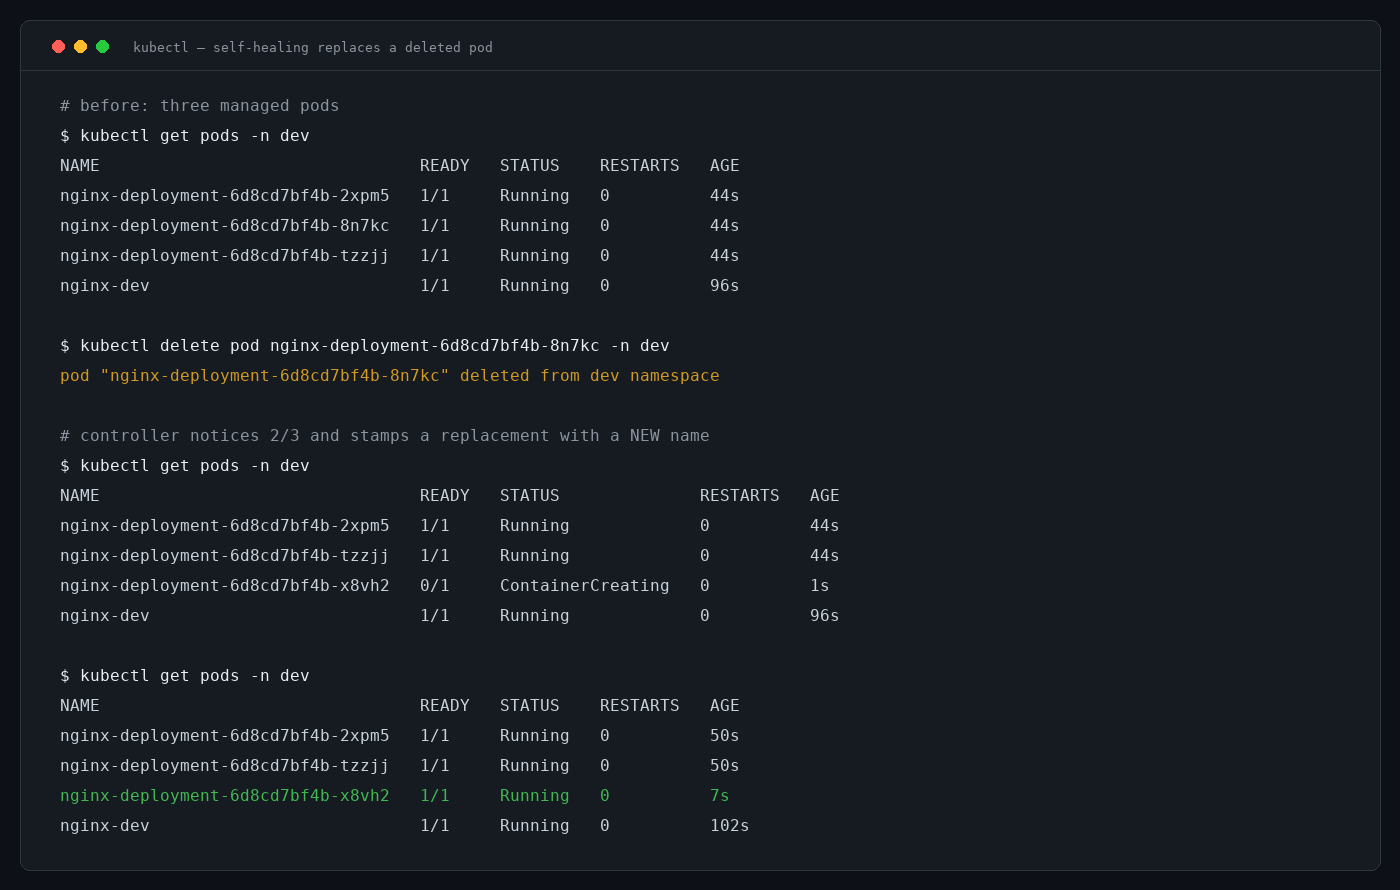 kubectl — self-healing replaces a deleted pod
# before: three managed pods
$ kubectl get pods -n dev
NAME                                READY   STATUS    RESTARTS   AGE
nginx-deployment-6d8cd7bf4b-2xpm5   1/1     Running   0          44s
nginx-deployment-6d8cd7bf4b-8n7kc   1/1     Running   0          44s
nginx-deployment-6d8cd7bf4b-tzzjj   1/1     Running   0          44s
nginx-dev                           1/1     Running   0          96s
$ kubectl delete pod nginx-deployment-6d8cd7bf4b-8n7kc -n dev
pod "nginx-deployment-6d8cd7bf4b-8n7kc" deleted from dev namespace
# controller notices 2/3 and stamps a replacement with a NEW name
$ kubectl get pods -n dev
NAME                                READY   STATUS              RESTARTS   AGE
nginx-deployment-6d8cd7bf4b-2xpm5   1/1     Running             0          44s
nginx-deployment-6d8cd7bf4b-tzzjj   1/1     Running             0          44s
nginx-deployment-6d8cd7bf4b-x8vh2   0/1     ContainerCreating   0          1s
nginx-dev                           1/1     Running             0          96s
$ kubectl get pods -n dev
NAME                                READY   STATUS    RESTARTS   AGE
nginx-deployment-6d8cd7bf4b-2xpm5   1/1     Running   0          50s
nginx-deployment-6d8cd7bf4b-tzzjj   1/1     Running   0          50s
nginx-deployment-6d8cd7bf4b-x8vh2   1/1     Running   0          7s
nginx-dev                           1/1     Running   0          102s